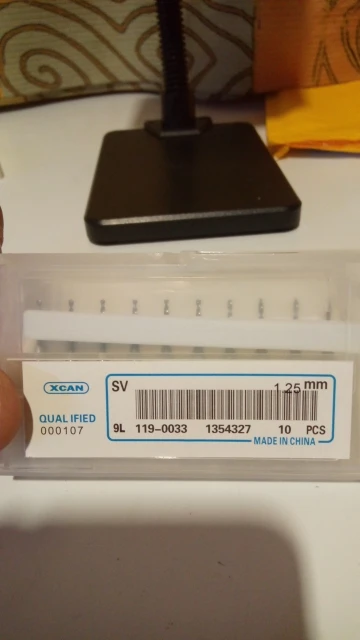 XCAN
QUALIFIED
000107
SV 1.25 mm
9L 119-0033 1354327 10 PCS
MADE IN CHINA